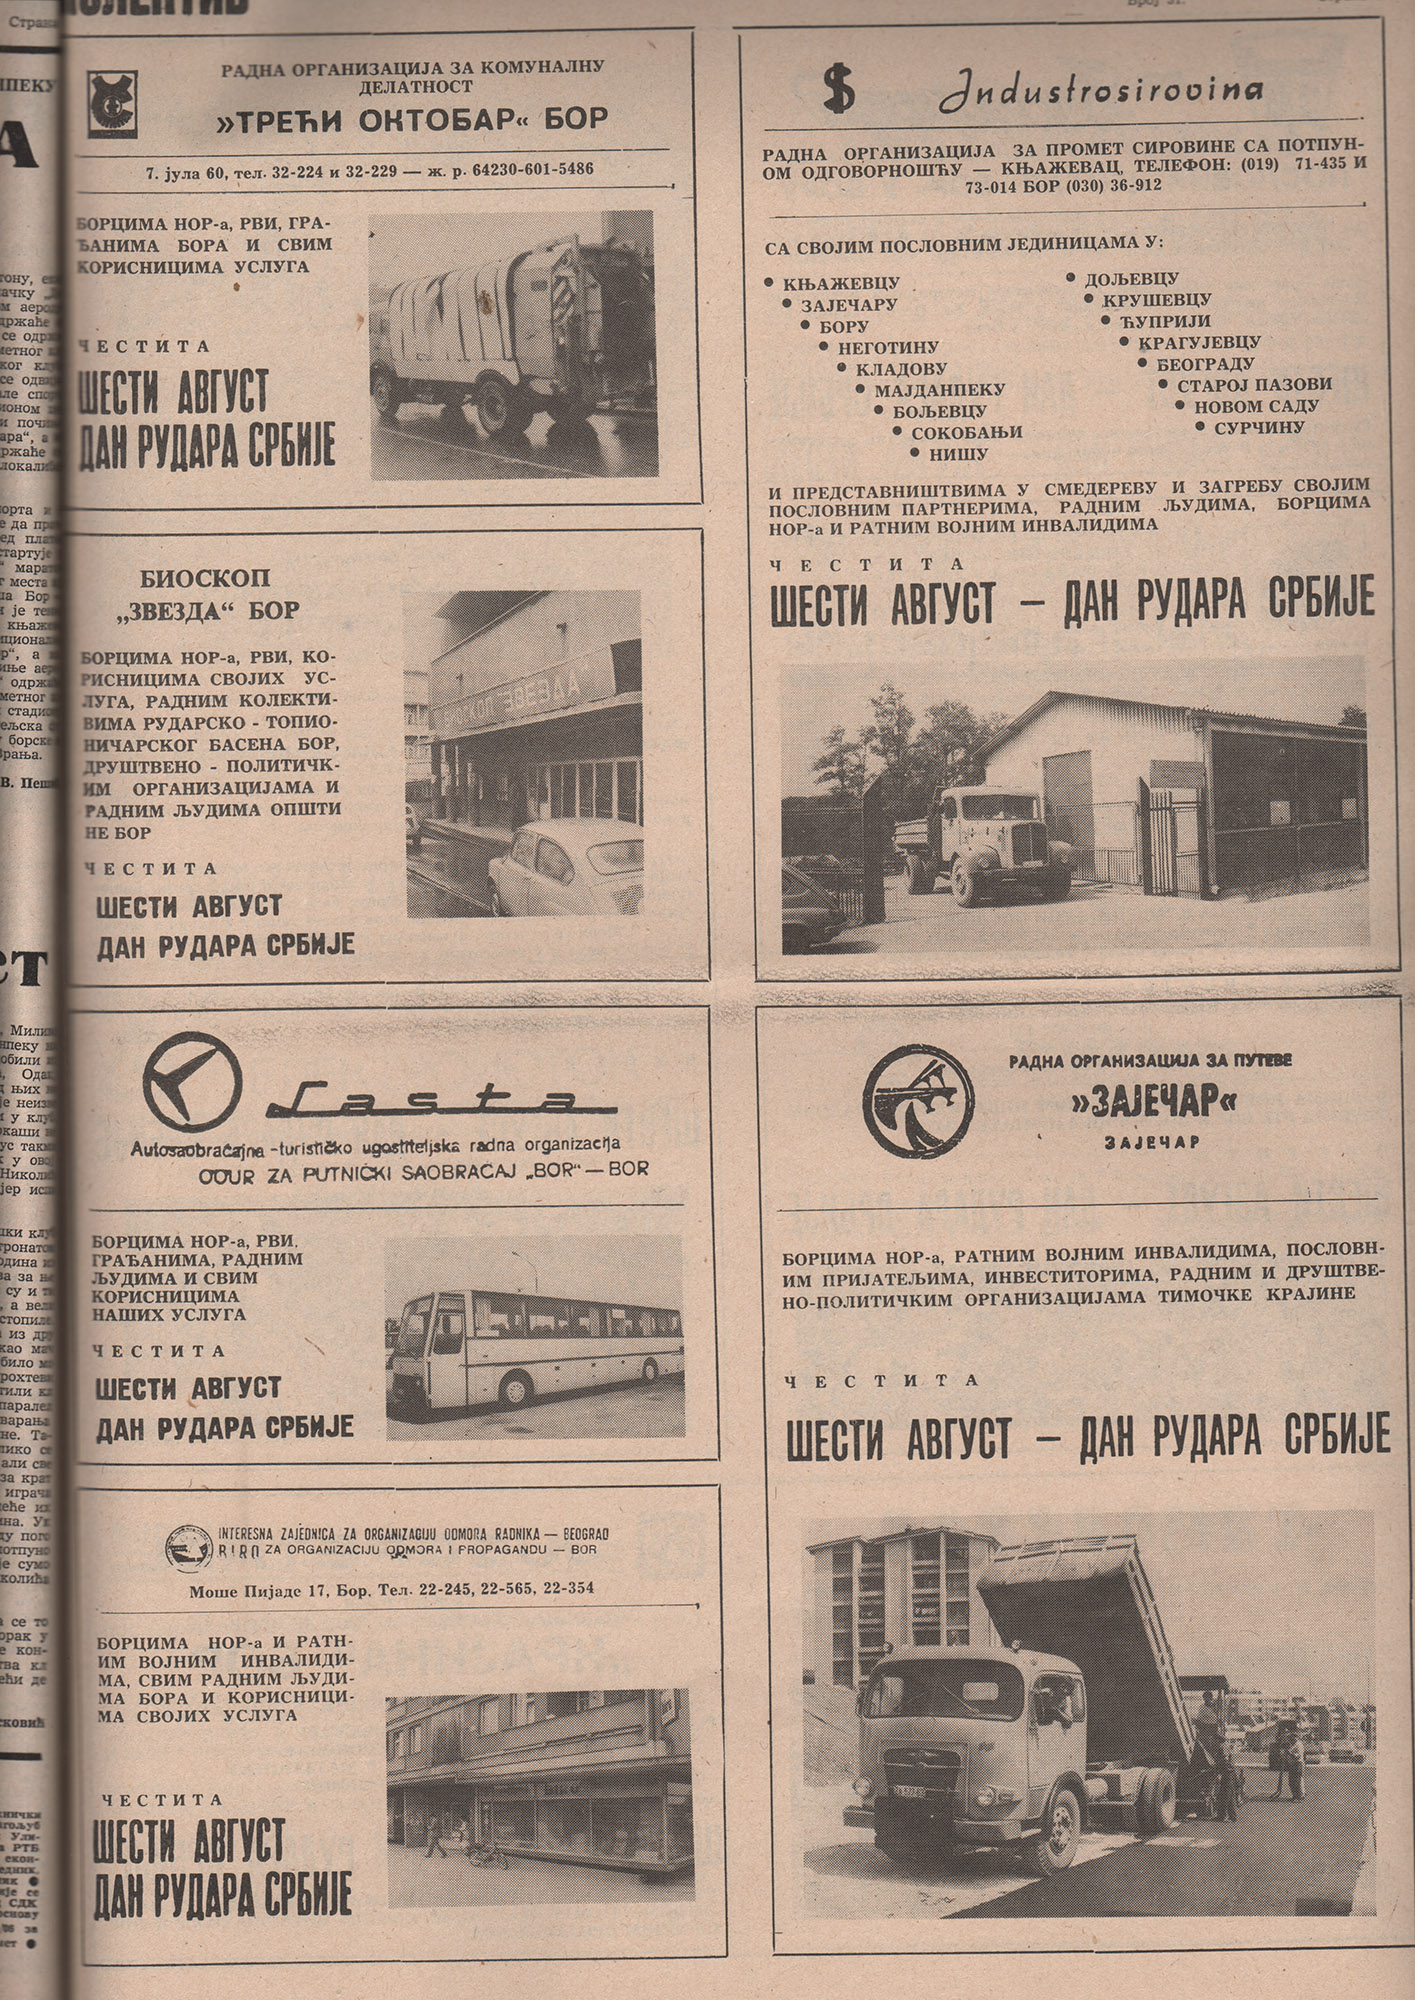 КОЛЕКТИВ
РАДНА ОРГАНИЗАЦИЈА ЗА КОМУНАЛНУ
ДЕЛАТНОСТ
»ТРЕЋИ ОКТОБАР« БОР
7. јула 60, тел. 32-224 и 32-229 — ж. р. 64230-601-5486
БОРЦИМА НОР-а, РВИ, ГРА-
ЂАНИМА БОРА И СВИМ
КОРИСНИЦИМА УСЛУГА
ЧЕСТИТА
ШЕСТИ АВГУСТ
ДАН РУДАРА СРБИЈЕ
БИОСКОП
„ЗВЕЗДА“ БОР
БОРЦИМА НОР-а, РВИ, КО-
РИСНИЦИМА СВОЈИХ УС-
ЛУГА, РАДНИМ КОЛЕКТИ-
ВИМА РУДАРСКО - ТОПИО-
НИЧАРСКОГ БАСЕНА БОР,
ДРУШТВЕНО - ПОЛИТИЧК-
ИМ ОРГАНИЗАЦИЈАМА И
РАДНИМ ЉУДИМА ОПШТИ
НЕ БОР
ЧЕСТИТА
ШЕСТИ АВГУСТ
ДАН РУДАРА СРБИЈЕ
Lasta
Autosaobraćajna -turističko ugostiteljska radna organizacija
OOUR ZA PUTNIČKI SAOBRAĆAJ „BOR“ — BOR
БОРЦИМА НОР-а, РВИ,
ГРАЂАНИМА, РАДНИМ
ЉУДИМА И СВИМ
КОРИСНИЦИМА
НАШИХ УСЛУГА
ЧЕСТИТА
ШЕСТИ АВГУСТ
ДАН РУДАРА СРБИЈЕ
INTERESNA ZAJEDNICA ZA ORGANIZACIJU ODMORA RADNIKA — BEOGRAD
BIRO ZA ORGANIZACIJU ODMORA I PROPAGANDU — BOR
Моше Пијаде 17, Бор. Тел. 22-245, 22-565, 22-354
БОРЦИМА НОР-а И РАТН-
ИМ ВОЈНИМ ИНВАЛИДИ-
МА, СВИМ РАДНИМ ЉУДИ-
МА БОРА И КОРИСНИЦИ-
МА СВОЈИХ УСЛУГА
ЧЕСТИТА
ШЕСТИ АВГУСТ
ДАН РУДАРА СРБИЈЕ
Industrosirovina
РАДНА ОРГАНИЗАЦИЈА ЗА ПРОМЕТ СИРОВИНЕ СА ПОТПУН-
ОМ ОДГОВОРНОШЋУ — КЊАЖЕВАЦ, ТЕЛЕФОН: (019) 71-435 И
73-014 БОР (030) 36-912
СА СВОЈИМ ПОСЛОВНИМ ЈЕДИНИЦАМА У:
● КЊАЖЕВЦУ
● ЗАЈЕЧАРУ
● БОРУ
● НЕГОТИНУ
● КЛАДОВУ
● МАЈДАНПЕКУ
● БОЉЕВЦУ
● СОКОБАЊИ
● НИШУ
● ДОЉЕВЦУ
● КРУШЕВЦУ
● ЋУПРИЈИ
● КРАГУЈЕВЦУ
● БЕОГРАДУ
● СТАРОЈ ПАЗОВИ
● НОВОМ САДУ
● СУРЧИНУ
И ПРЕДСТАВНИШТВИМА У СМЕДЕРЕВУ И ЗАГРЕБУ СВОЈИМ
ПОСЛОВНИМ ПАРТНЕРИМА, РАДНИМ ЉУДИМА, БОРЦИМА
НОР-а И РАТНИМ ВОЈНИМ ИНВАЛИДИМА
ЧЕСТИТА
ШЕСТИ АВГУСТ — ДАН РУДАРА СРБИЈЕ
РАДНА ОРГАНИЗАЦИЈА ЗА ПУТЕВЕ
»ЗАЈЕЧАР«
ЗАЈЕЧАР
БОРЦИМА НОР-а, РАТНИМ ВОЈНИМ ИНВАЛИДИМА, ПОСЛОВН-
ИМ ПРИЈАТЕЉИМА, ИНВЕСТИТОРИМА, РАДНИМ И ДРУШТВЕ-
НО-ПОЛИТИЧКИМ ОРГАНИЗАЦИЈАМА ТИМОЧКЕ КРАЈИНЕ
ЧЕСТИТА
ШЕСТИ АВГУСТ — ДАН РУДАРА СРБИЈЕ